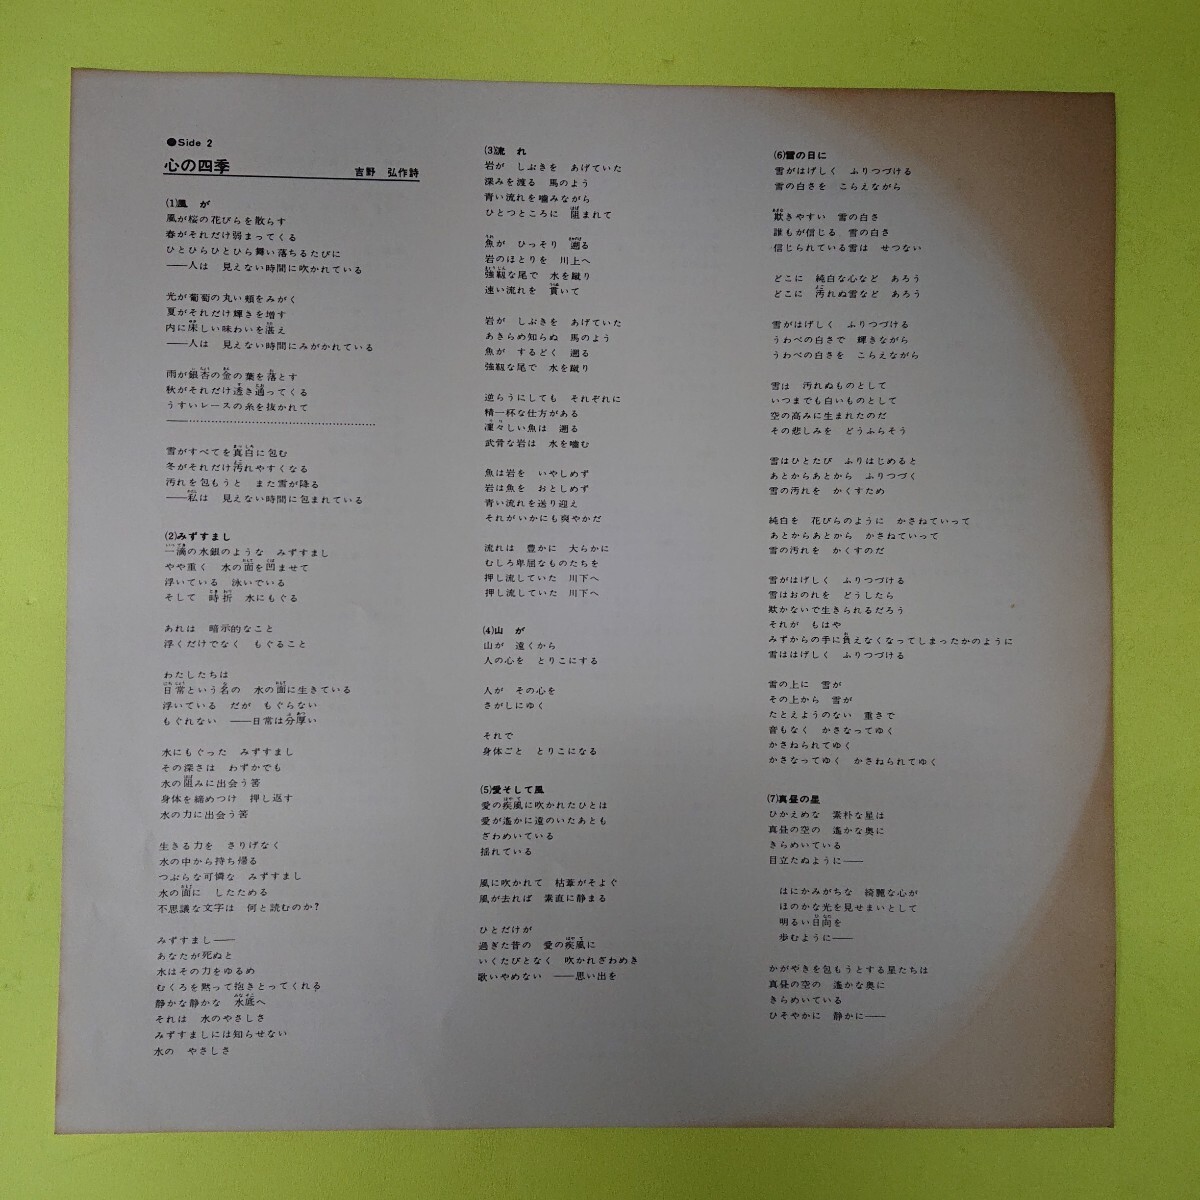 ●Side 2
心の四季
吉野 弘作詩
(1)風 が
風が桜の花びらを散らす
春がそれだけ弱まってくる
ひとひらひとひら舞い落ちるたびに
――人は 見えない時間に吹かれている
光が葡萄の丸い頬をみがく
夏がそれだけ輝きを増す
内に床しい味わいを湛え
――人は 見えない時間にみがかれている
雨が銀杏の金の葉を落とす
秋がそれだけ透き通ってくる
うすいレースの糸を抜かれて
――……………………………………
雪がすべてを真白に包む
冬がそれだけ汚れやすくなる
汚れを包もうと また雪が降る
――私は 見えない時間に包まれている
(2)みずすまし
一滴の水銀のような みずすまし
やや重く 水の面を凹ませて
浮いている 泳いでいる
そして 時折 水にもぐる
あれは 暗示的なこと
浮くだけでなく もぐること
わたしたちは
日常という名の 水の面に生きている
浮いている だが もぐらない
もぐれない ――日常は分厚い
水にもぐった みずすまし
その深さは わずかでも
水の阻みに出会う筈
身体を締めつけ 押し返す
水の力に出会う筈
生きる力を さりげなく
水の中から持ち帰る
つぶらな可憐な みずすまし
水の面に したためる
不思議な文字は 何と読むのか?
みずすまし――
あなたが死ぬと
水はその力をゆるめ
むくろを黙って抱きとってくれる
静かな静かな 水底へ
それは 水のやさしさ
みずすましには知らせない
水の やさしさ
(3)流 れ
岩が しぶきを あげていた
深みを渡る 馬のよう
青い流れを噛みながら
ひとつところに 阻まれて
魚が ひっそり 遡る
岩のほとりを 川上へ
強靱な尾で 水を蹴り
速い流れを 貫いて
岩が しぶきを あげていた
あきらめ知らぬ 馬のよう
魚が するどく 遡る
強靱な尾で 水を蹴り
逆らうにしても それぞれに
精一杯な仕方がある
凜々しい魚は 遡る
武骨な岩は 水を噛む
魚は岩を いやしめず
岩は魚を おとしめず
青い流れを送り迎え
それがいかにも爽やかだ
流れは 豊かに 大らかに
むしろ卑屈なものたちを
押し流していた 川下へ
押し流していた 川下へ
(4)山 が
山が 遠くから
人の心を とりこにする
人が その心を
さがしにゆく
それで
身体ごと とりこになる
(5)愛そして風
愛の疾風に吹かれたひとは
愛が遙かに遠のいたあとも
ざわめいている
揺れている
風に吹かれて 枯葦がそよぐ
風が去れば 素直に静まる
ひとだけが
過ぎた昔の 愛の疾風に
いくたびとなく 吹かれざわめき
歌いやめない ――思い出を
(6)雪の日に
雪がはげしく ふりつづける
雪の白さを こらえながら
欺きやすい 雪の白さ
誰もが信じる 雪の白さ
信じられている雪は せつない
どこに 純白な心など あろう
どこに 汚れぬ雪など あろう
雪がはげしく ふりつづける
うわべの白さで 輝きながら
うわべの白さを こらえながら
雪は 汚れぬものとして
いつまでも白いものとして
空の高みに生まれたのだ
その悲しみを どうふらそう
雪はひとたび ふりはじめると
あとからあとから ふりつづく
雪の汚れを かくすため
純白を 花びらのように かさねていって
あとからあとから かさねていって
雪の汚れを かくすのだ
雪がはげしく ふりつづける
雪はおのれを どうしたら
欺かないで生きられるだろう
それが もはや
みずからの手に負えなくなってしまったかのように
雪ははげしく ふりつづける
雪の上に 雪が
その上から 雪が
たとえようのない 重さで
音もなく かさなってゆく
かさねられてゆく
かさなってゆく かさねられてゆく
(7)真昼の星
ひかえめな 素朴な星は
真昼の空の 遙かな奥に
きらめいている
目立たぬように――
はにかみがちな 綺麗な心が
ほのかな光を見せまいとして
明るい日向を
歩むように――
かがやきを包もうとする星たちは
真昼の空の 遙かな奥に
きらめいている
ひそやかに 静かに――